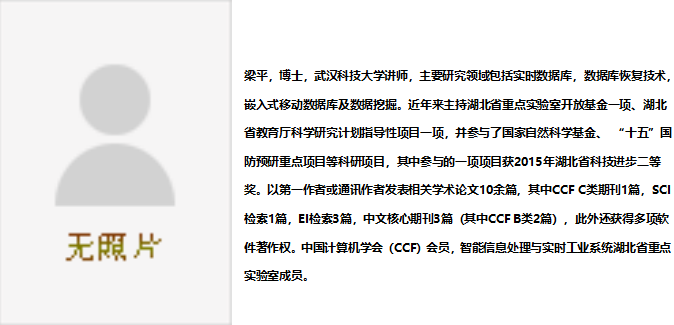 无照片
梁平，博士，武汉科技大学讲师，主要研究领域包括实时数据库，数据库恢复技术，
嵌入式移动数据库及数据挖掘。近年来主持湖北省重点实验室开放基金一项、湖北
省教育厅科学研究计划指导性项目一项，并参与了国家自然科学基金、 “十五”国
防预研重点项目等科研项目，其中参与的一项项目获2015年湖北省科技进步二等
奖。以第一作者或通讯作者发表相关学术论文10余篇，其中CCF C类期刊1篇，SCI
检索1篇，EI检索3篇，中文核心期刊3篇（其中CCF B类2篇），此外还获得多项软
件著作权。中国计算机学会（CCF）会员，智能信息处理与实时工业系统湖北省重点
实验室成员。